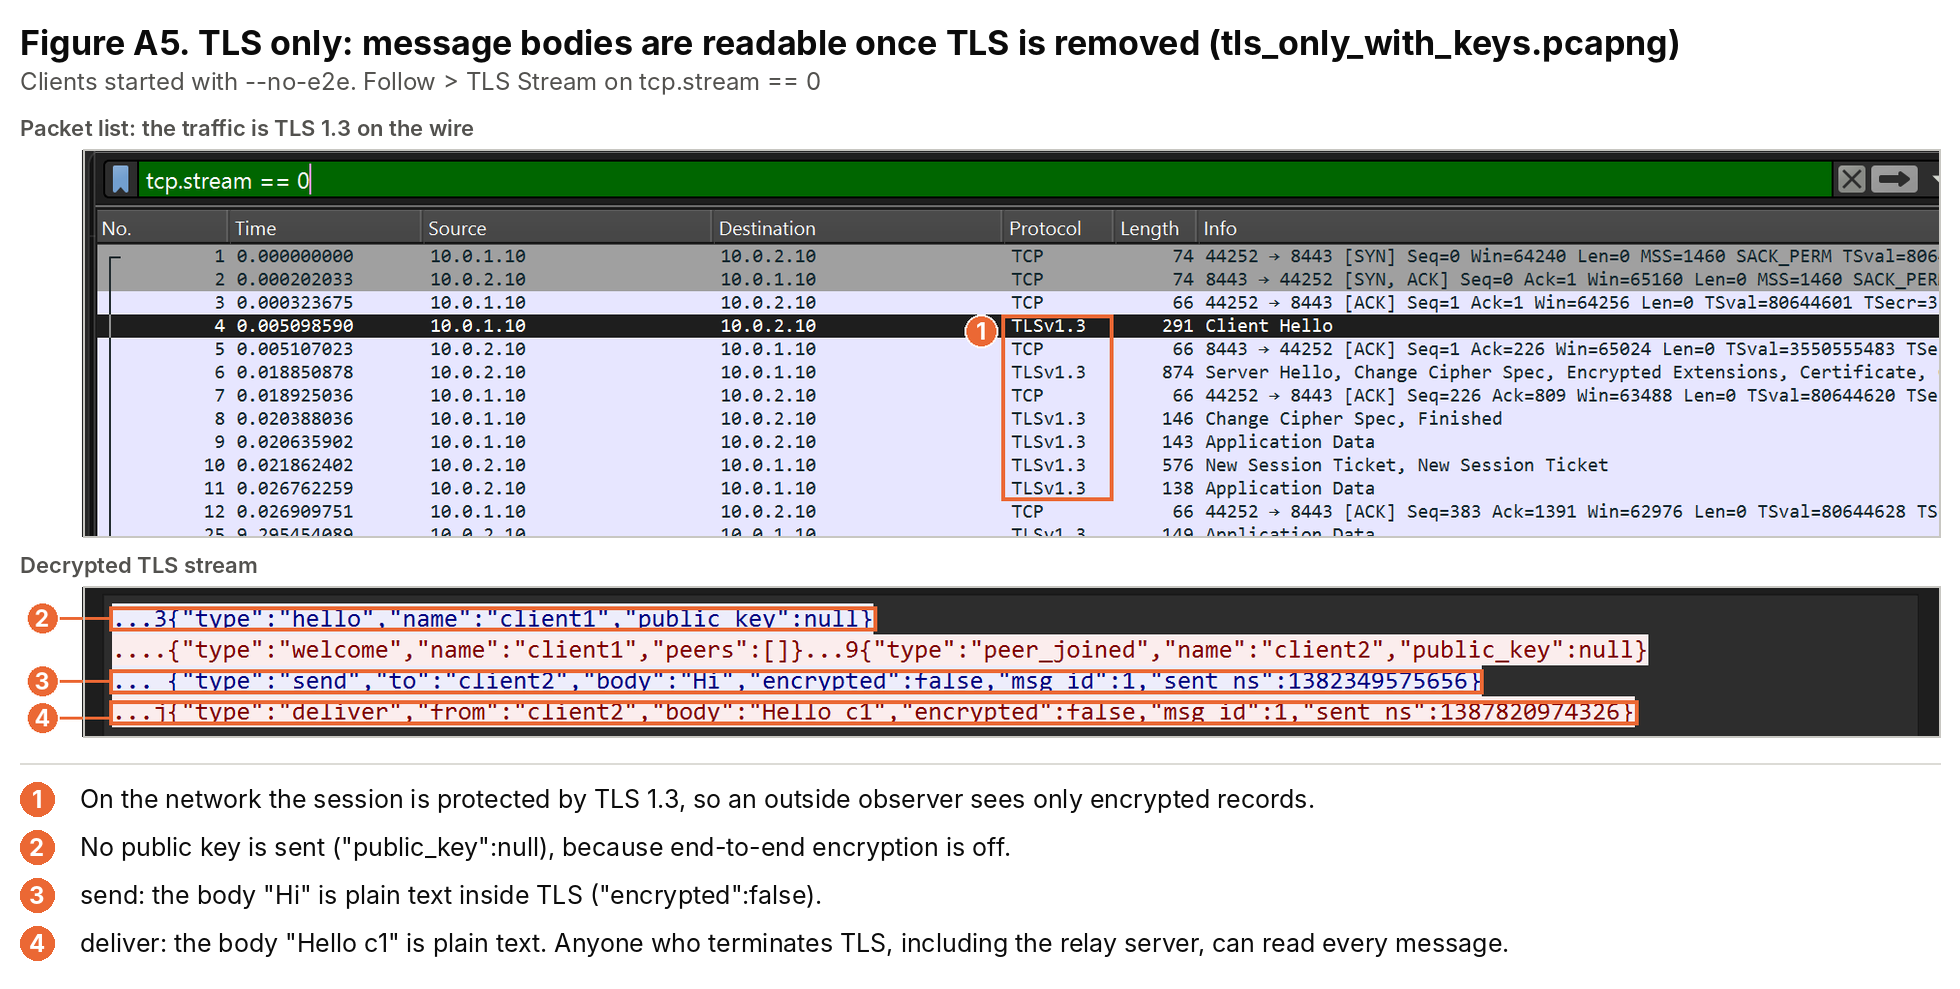 Figure A5. TLS only: message bodies are readable once TLS is removed (tls_only_with_keys.pcapng)
Clients started with --no-e2e. Follow > TLS Stream on tcp.stream == 0
Packet list: the traffic is TLS 1.3 on the wire
tcp.stream == 0
No. Time Source Destination Protocol Length Info
1 0.000000000 10.0.1.10 10.0.2.10 TCP 74 44252 → 8443 [SYN] Seq=0 Win=64240 Len=0 MSS=1460 SACK_PERM TSval=806
2 0.000202033 10.0.2.10 10.0.1.10 TCP 74 8443 → 44252 [SYN, ACK] Seq=0 Ack=1 Win=65160 Len=0 MSS=1460 SACK_PER
3 0.000323675 10.0.1.10 10.0.2.10 TCP 66 44252 → 8443 [ACK] Seq=1 Ack=1 Win=64256 Len=0 TSval=80644601 TSecr=3
4 0.005098590 10.0.1.10 10.0.2.10 1 TLSv1.3 291 Client Hello
5 0.005107023 10.0.2.10 10.0.1.10 TCP 66 8443 → 44252 [ACK] Seq=1 Ack=226 Win=65024 Len=0 TSval=3550555483 TSe
6 0.018850878 10.0.2.10 10.0.1.10 TLSv1.3 874 Server Hello, Change Cipher Spec, Encrypted Extensions, Certificate,
7 0.018925036 10.0.1.10 10.0.2.10 TCP 66 44252 → 8443 [ACK] Seq=226 Ack=809 Win=63488 Len=0 TSval=80644620 TSe
8 0.020388036 10.0.1.10 10.0.2.10 TLSv1.3 146 Change Cipher Spec, Finished
9 0.020635902 10.0.1.10 10.0.2.10 TLSv1.3 143 Application Data
10 0.021862402 10.0.2.10 10.0.1.10 TLSv1.3 576 New Session Ticket, New Session Ticket
11 0.026762259 10.0.2.10 10.0.1.10 TLSv1.3 138 Application Data
12 0.026909751 10.0.1.10 10.0.2.10 TCP 66 44252 → 8443 [ACK] Seq=383 Ack=1391 Win=62976 Len=0 TSval=80644628 TS
25 9.295454089 10.0.2.10 10.0.1.10 TLSv1.3 149 Application Data
Decrypted TLS stream
2 ...3{"type":"hello","name":"client1","public_key":null}
....{"type":"welcome","name":"client1","peers":[]}...9{"type":"peer_joined","name":"client2","public_key":null}
3 ... {"type":"send","to":"client2","body":"Hi","encrypted":false,"msg_id":1,"sent_ns":1382349575656}
4 ...j{"type":"deliver","from":"client2","body":"Hello c1","encrypted":false,"msg_id":1,"sent_ns":1387820974326}
1 On the network the session is protected by TLS 1.3, so an outside observer sees only encrypted records.
2 No public key is sent ("public_key":null), because end-to-end encryption is off.
3 send: the body "Hi" is plain text inside TLS ("encrypted":false).
4 deliver: the body "Hello c1" is plain text. Anyone who terminates TLS, including the relay server, can read every message.